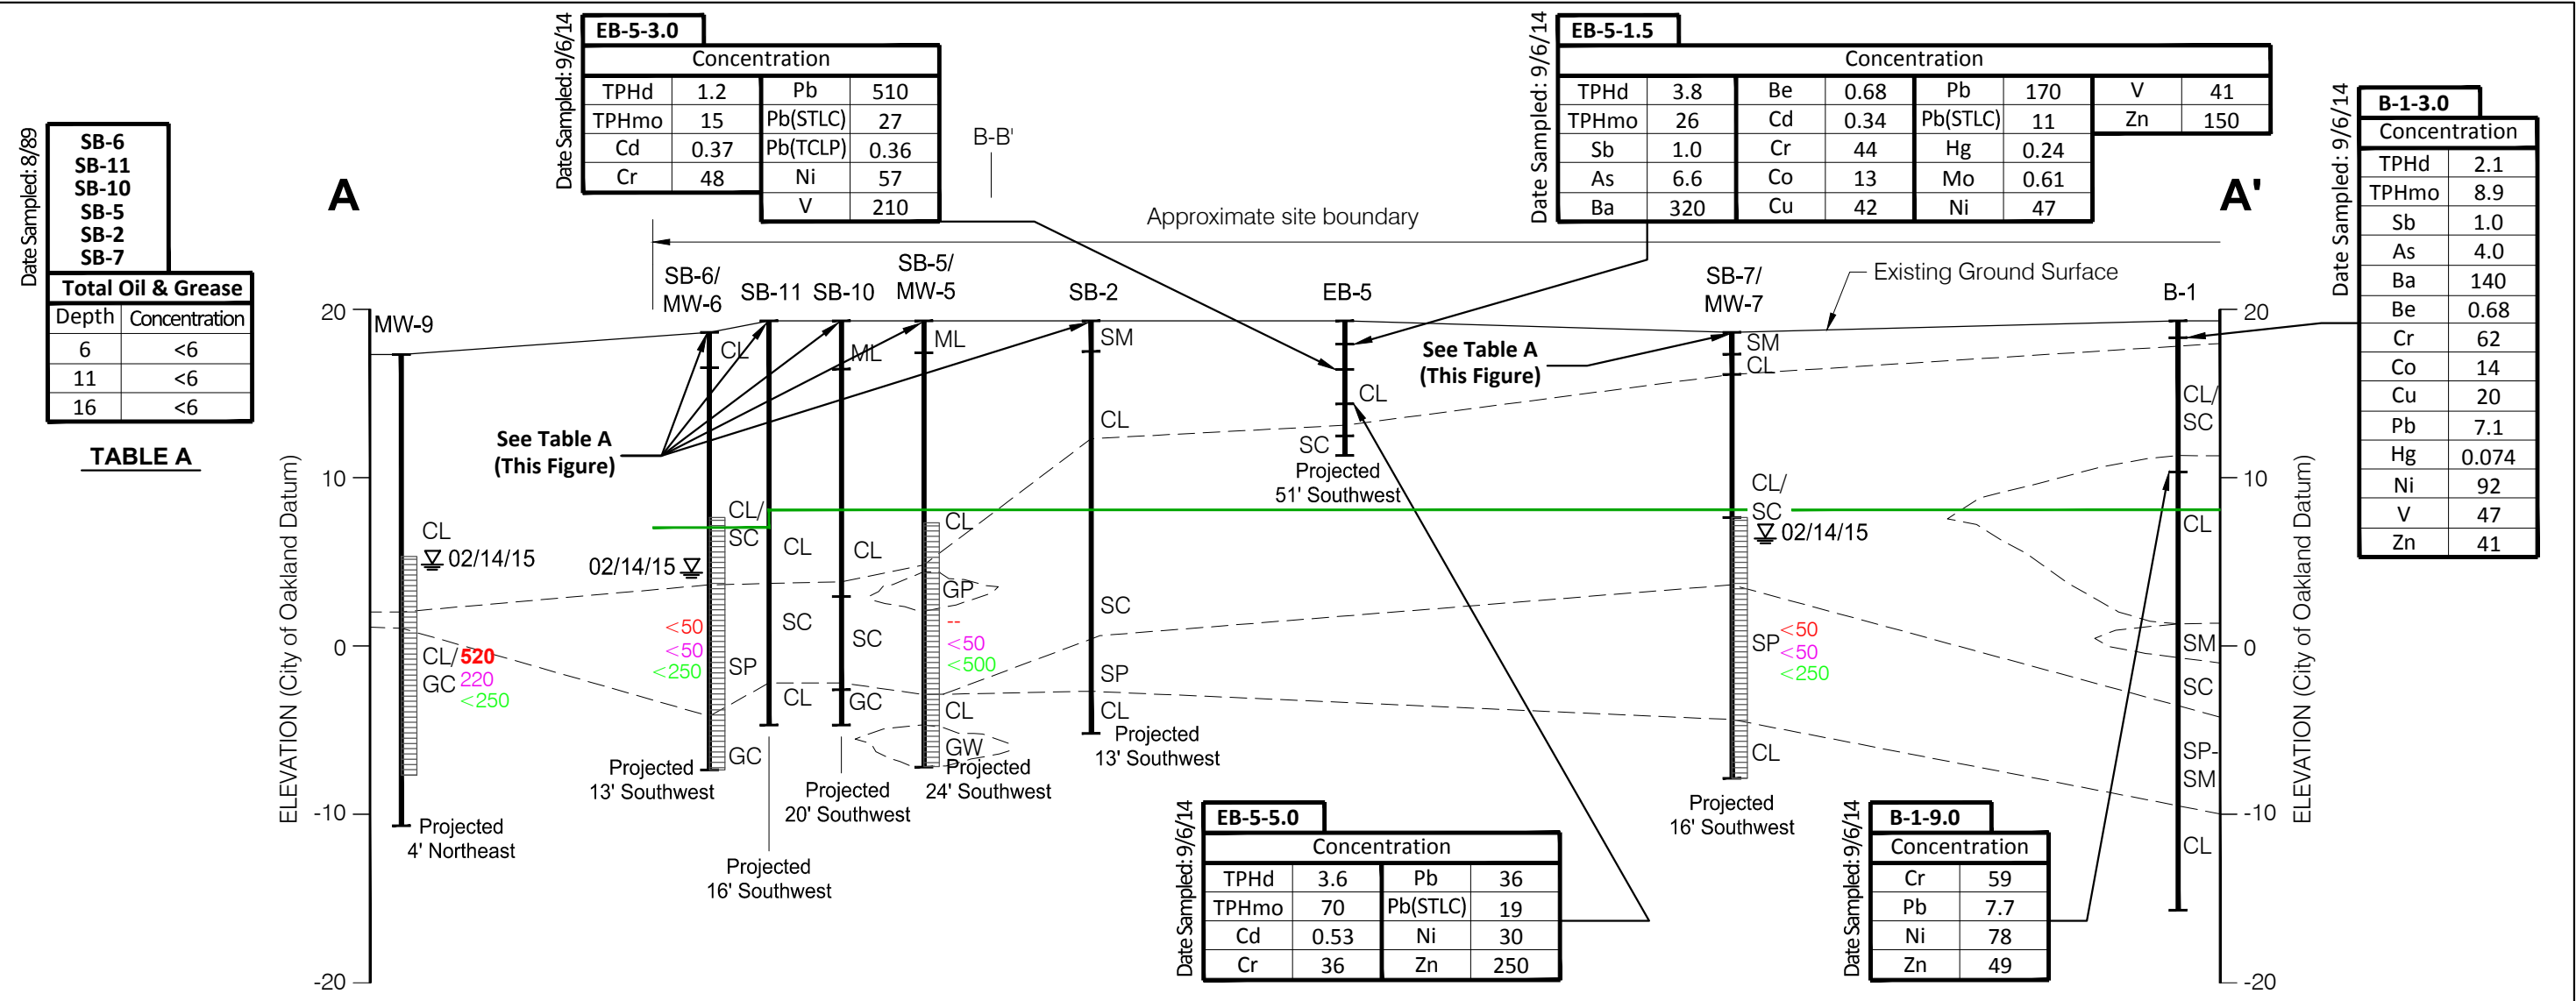 Date Sampled: 8/89
SB-6
SB-11
SB-10
SB-5
SB-2
SB-7
Total Oil & Grease
Depth Concentration
6 <6
11 <6
16 <6
TABLE A
Date Sampled: 9/6/14
EB-5-3.0
Concentration
TPHd 1.2 Pb 510
TPHmo 15 Pb(STLC) 27
Cd 0.37 Pb(TCLP) 0.36
Cr 48 Ni 57
V 210
B-B'
Date Sampled: 9/6/14
EB-5-1.5
Concentration
TPHd 3.8 Be 0.68 Pb 170 V 41
TPHmo 26 Cd 0.34 Pb(STLC) 11 Zn 150
Sb 1.0 Cr 44 Hg 0.24
As 6.6 Co 13 Mo 0.61
Ba 320 Cu 42 Ni 47
Date Sampled: 9/6/14
B-1-3.0
Concentration
TPHd 2.1
TPHmo 8.9
Sb 1.0
As 4.0
Ba 140
Be 0.68
Cr 62
Co 14
Cu 20
Pb 7.1
Hg 0.074
Ni 92
V 47
Zn 41
A
A'
Approximate site boundary
Existing Ground Surface
ELEVATION (City of Oakland Datum)
20
10
0
-10
-20
MW-9
CL
02/14/15
CL/
GC
520
220
<250
Projected
4' Northeast
SB-6/
MW-6
CL
CL/
SC
02/14/15
<50
<50
<250
SP
GC
Projected
13' Southwest
See Table A
(This Figure)
SB-11
CL
SC
CL
Projected
16' Southwest
SB-10
ML
CL
SC
GC
Projected
20' Southwest
SB-5/
MW-5
ML
CL
GP
--
<50
<500
CL
GW
Projected
24' Southwest
SB-2
SM
CL
SC
SP
CL
Projected
13' Southwest
EB-5
CL
SC
Projected
51' Southwest
See Table A
(This Figure)
SB-7/
MW-7
SM
CL
CL/
SC
02/14/15
SP
<50
<50
<250
CL
Projected
16' Southwest
B-1
CL/
SC
CL
SM
SC
SP-
SM
CL
20
10
0
-10
-20
ELEVATION (City of Oakland Datum)
Date Sampled: 9/6/14
EB-5-5.0
Concentration
TPHd 3.6 Pb 36
TPHmo 70 Pb(STLC) 19
Cd 0.53 Ni 30
Cr 36 Zn 250
Date Sampled: 9/6/14
B-1-9.0
Concentration
Cr 59
Pb 7.7
Ni 78
Zn 49